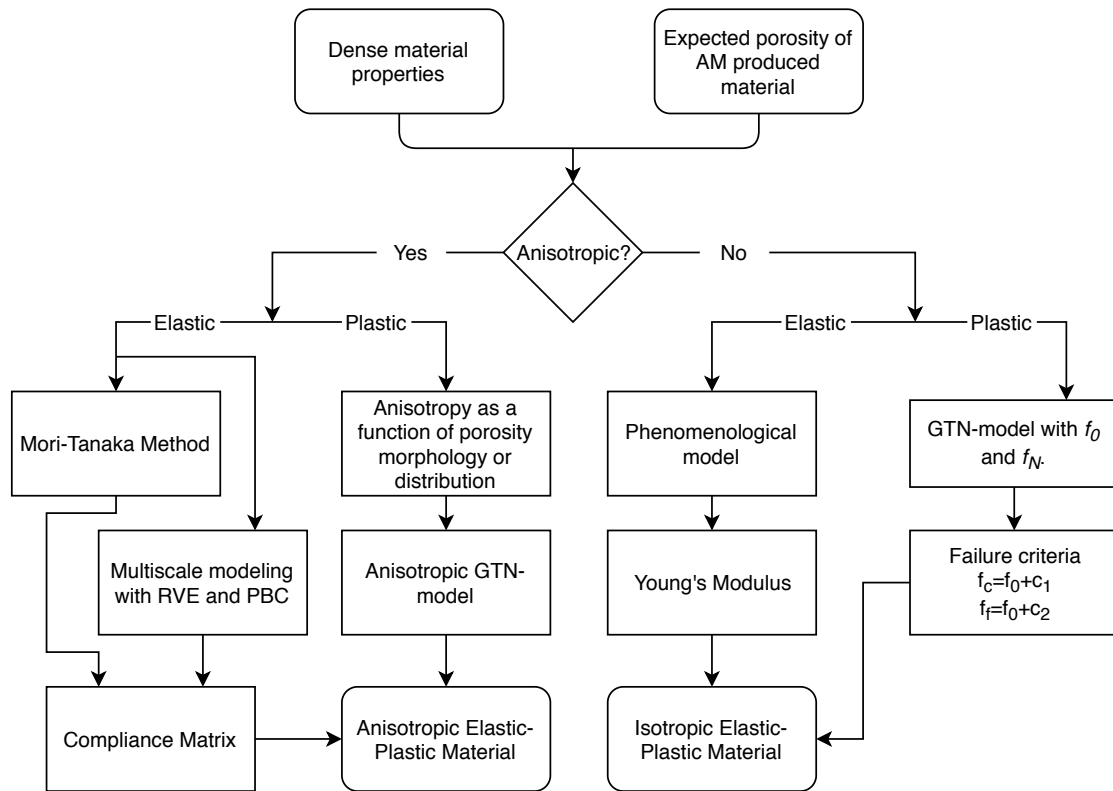 Dense material
properties
Expected porosity of
AM produced
material
Anisotropic?
Yes
No
Elastic
Plastic
Elastic
Plastic
Mori-Tanaka Method
Anisotropy as a
function of porosity
morphology or
distribution
Phenomenological
model
GTN-model with f0
and fN.
Multiscale modeling
with RVE and PBC
Anisotropic GTN-
model
Young's Modulus
Failure criteria
fc=f0+c1
ff=f0+c2
Compliance Matrix
Anisotropic Elastic-
Plastic Material
Isotropic Elastic-
Plastic Material